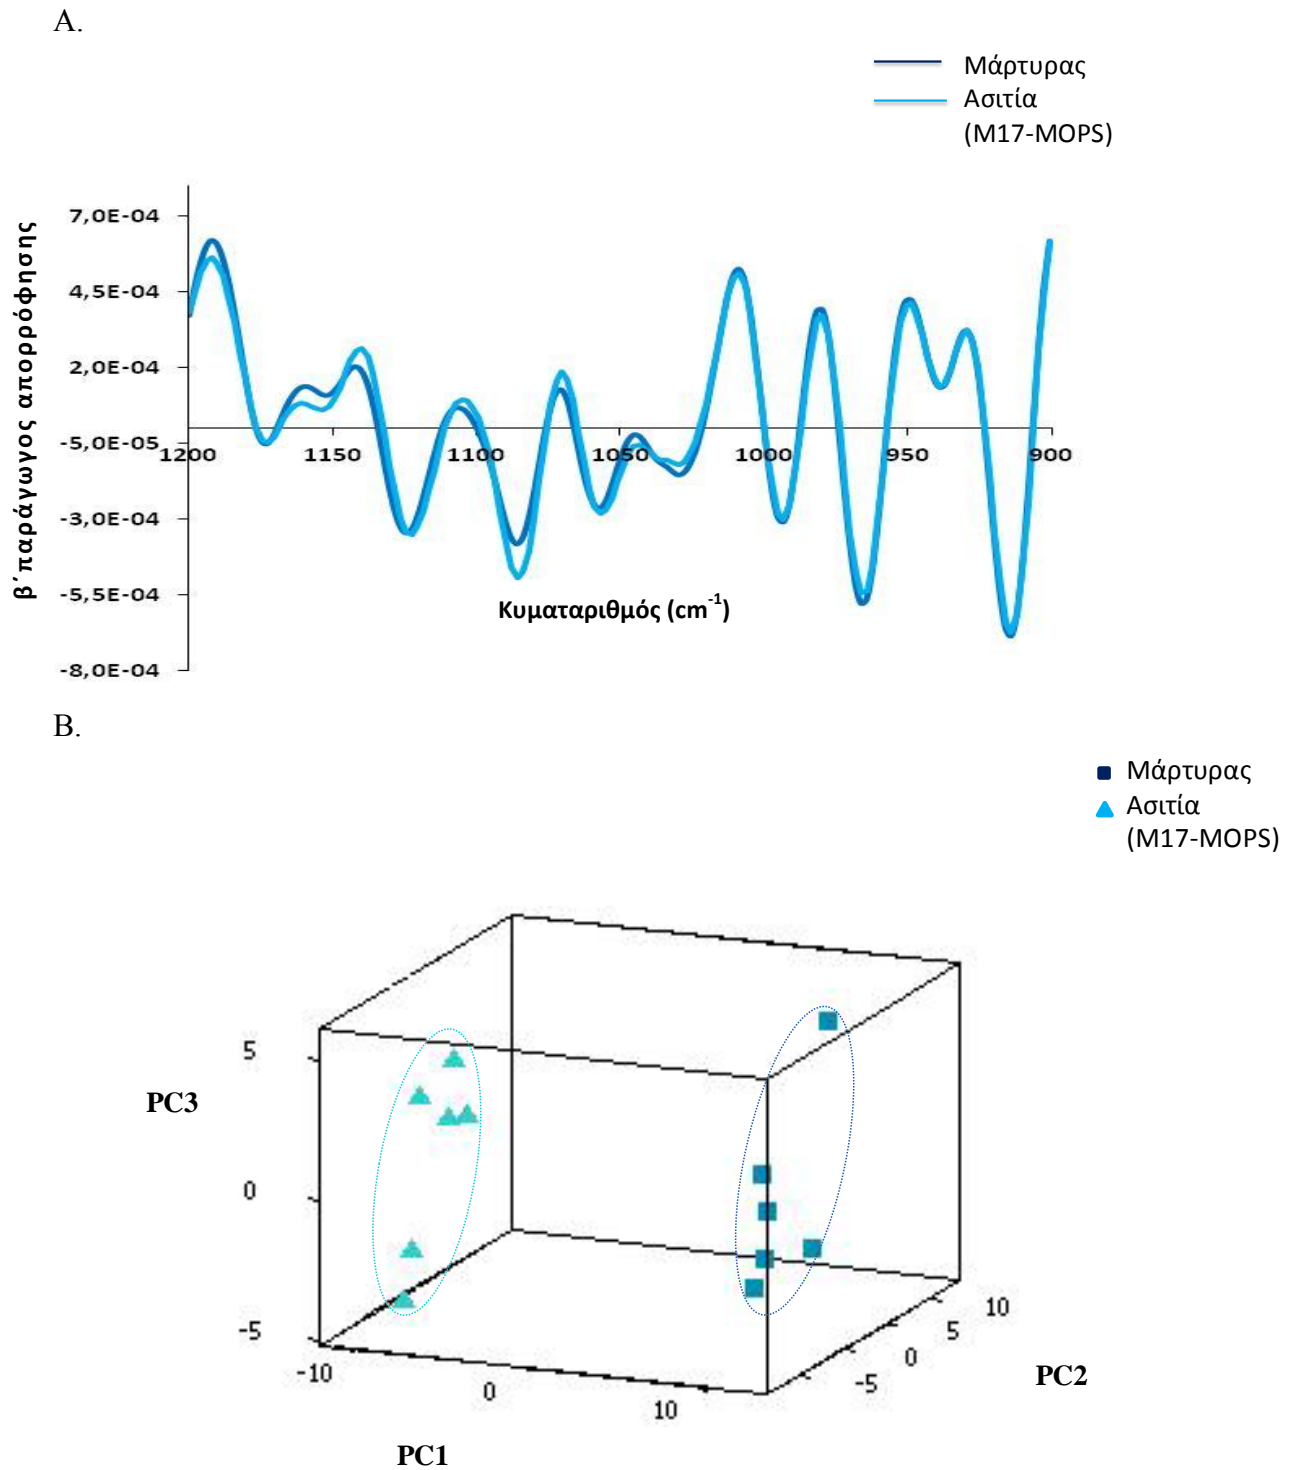 A.
Μάρτυρας
Ασιτία
(M17-MOPS)
β΄παράγωγος απορρόφησης
7,0E-04
4,5E-04
2,0E-04
-5,0E-05
-3,0E-04
-5,5E-04
-8,0E-04
1200 1150 1100 1050 1000 950 900
Κυματαριθμός (cm-1)
B.
Μάρτυρας
Ασιτία
(M17-MOPS)
5
PC3
0
-5
-10 0 10
-5 0 5 10
PC2
PC1